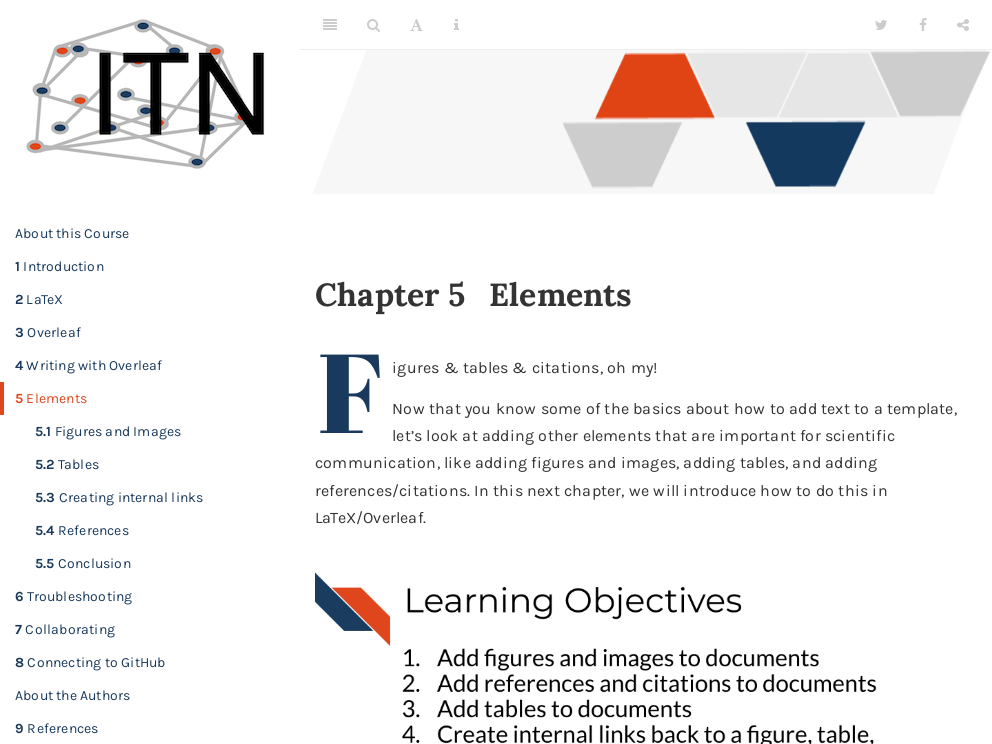 ITN
About this Course
1 Introduction
2 LaTeX
3 Overleaf
4 Writing with Overleaf
5 Elements
5.1 Figures and Images
5.2 Tables
5.3 Creating internal links
5.4 References
5.5 Conclusion
6 Troubleshooting
7 Collaborating
8 Connecting to GitHub
About the Authors
9 References
A
i
Chapter 5 Elements
Figures & tables & citations, oh my!
Now that you know some of the basics about how to add text to a template,
let’s look at adding other elements that are important for scientific
communication, like adding figures and images, adding tables, and adding
references/citations. In this next chapter, we will introduce how to do this in
LaTeX/Overleaf.
Learning Objectives
1. Add figures and images to documents
2. Add references and citations to documents
3. Add tables to documents
4. Create internal links back to a figure, table,